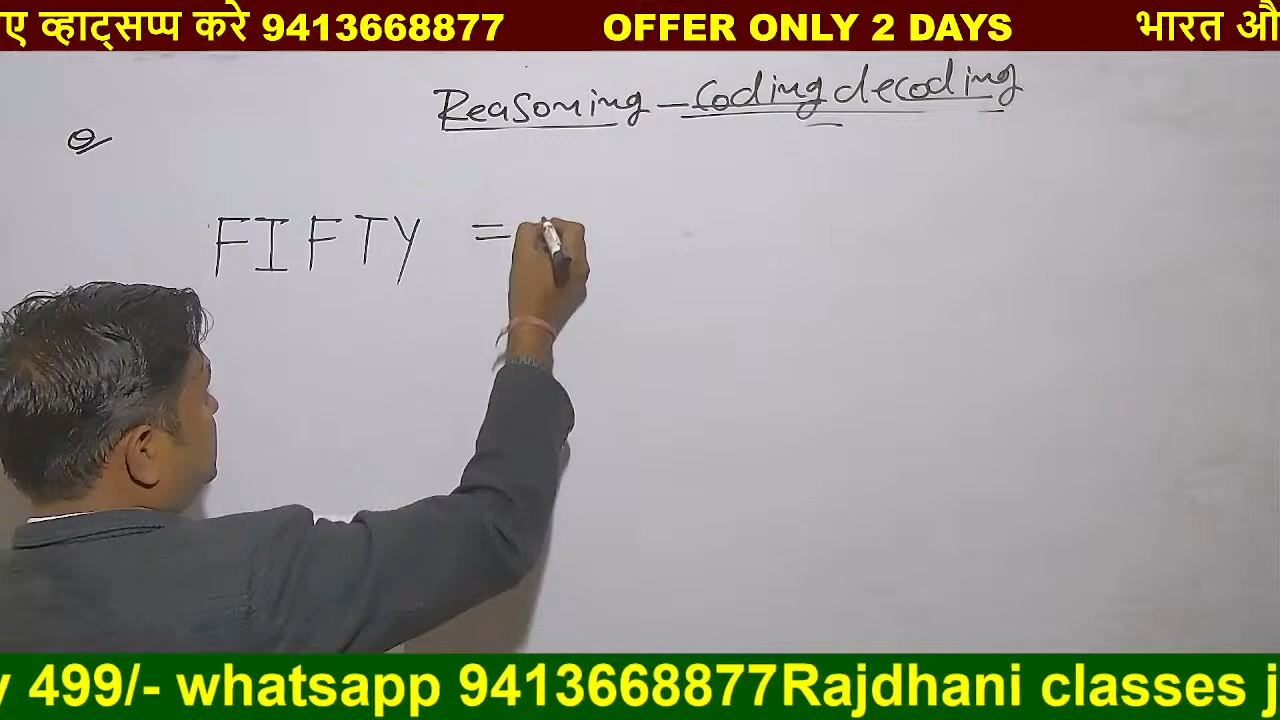 ए व्हाट्सप्प करे 9413668877 OFFER ONLY 2 DAYS भारत औ
Reasoning - Coding decoding
Q
FIFTY =
499/- whatsapp 9413668877Rajdhani classes j